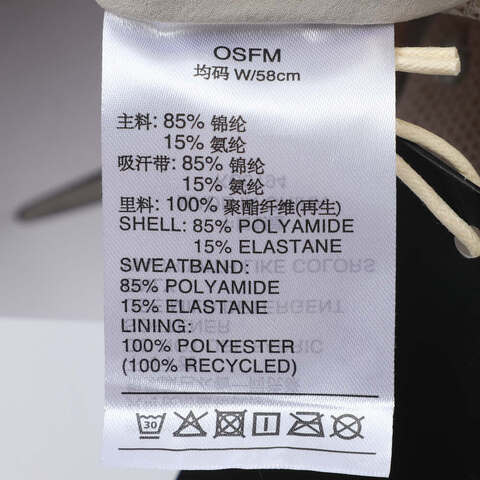 OSFM
均码 W/58cm
主料: 85% 锦纶
15% 氨纶
吸汗带: 85% 锦纶
15% 氨纶
里料: 100% 聚酯纤维(再生)
SHELL: 85% POLYAMIDE
15% ELASTANE
SWEATBAND:
85% POLYAMIDE
15% ELASTANE
LINING:
100% POLYESTER
(100% RECYCLED)
30